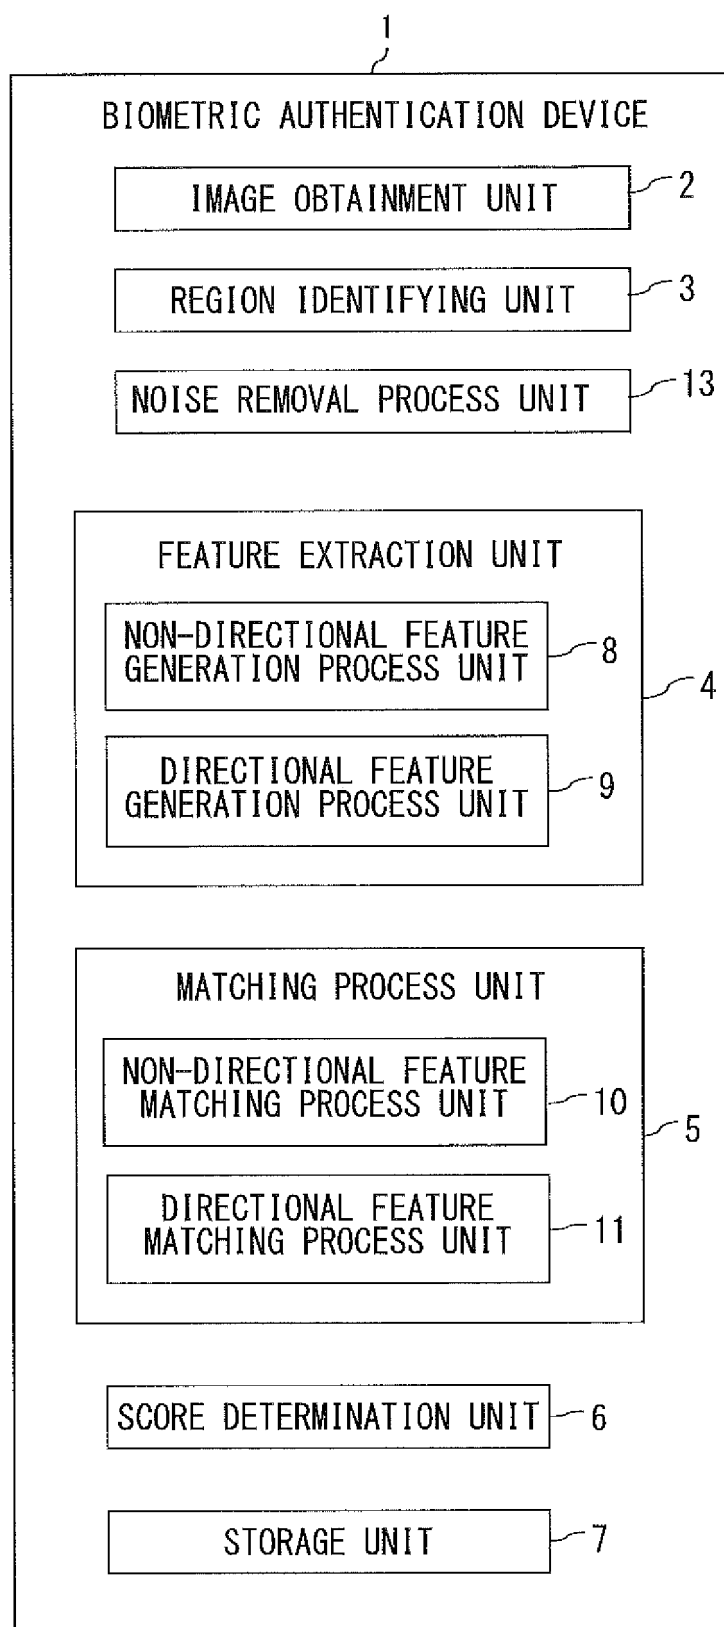 1
BIOMETRIC AUTHENTICATION DEVICE
IMAGE OBTAINMENT UNIT
2
REGION IDENTIFYING UNIT
3
NOISE REMOVAL PROCESS UNIT
13
FEATURE EXTRACTION UNIT
NON-DIRECTIONAL FEATURE
GENERATION PROCESS UNIT
8
4
DIRECTIONAL FEATURE
GENERATION PROCESS UNIT
9
MATCHING PROCESS UNIT
NON-DIRECTIONAL FEATURE
MATCHING PROCESS UNIT
10
5
DIRECTIONAL FEATURE
MATCHING PROCESS UNIT
11
SCORE DETERMINATION UNIT
6
STORAGE UNIT
7